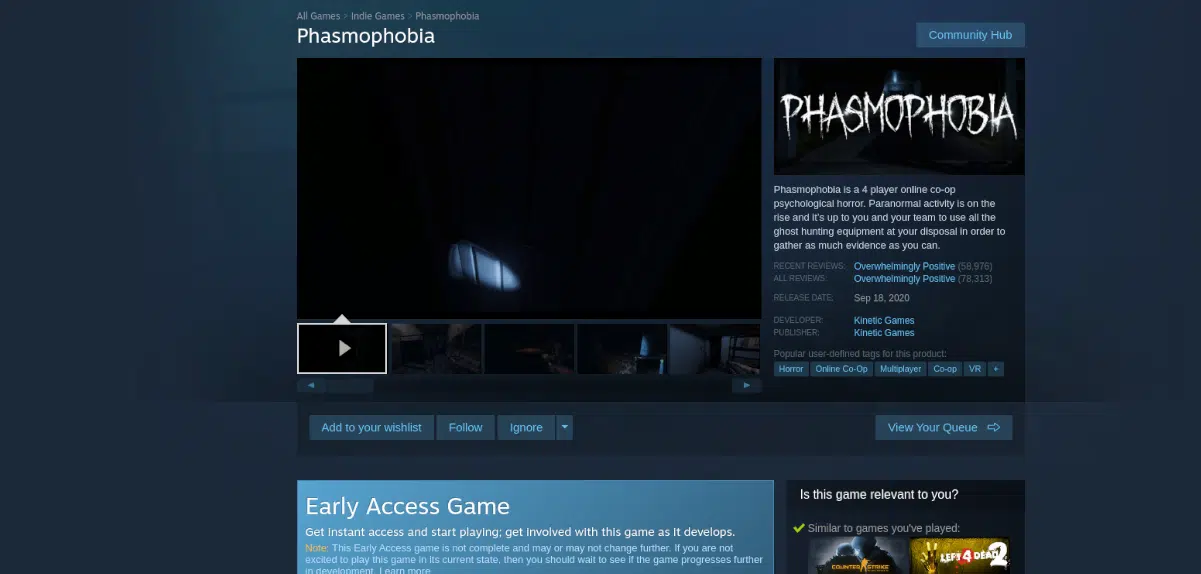 All Games > Indie Games > Phasmophobia
Phasmophobia
Community Hub
PHASMOPHOBIA
Phasmophobia is a 4 player online co-op
psychological horror. Paranormal activity is on the
rise and it's up to you and your team to use all the
ghost hunting equipment at your disposal in order to
gather as much evidence as you can.
RECENT REVIEWS: Overwhelmingly Positive (58,976)
ALL REVIEWS: Overwhelmingly Positive (78,313)
RELEASE DATE: Sep 18, 2020
DEVELOPER: Kinetic Games
PUBLISHER: Kinetic Games
Popular user-defined tags for this product:
Horror Online Co-Op Multiplayer Co-op VR +
Add to your wishlist Follow Ignore View Your Queue
Early Access Game
Get instant access and start playing; get involved with this game as it develops.
Note: This Early Access game is not complete and may or may not change further. If you are not
excited to play this game in its current state, then you should wait to see if the game progresses further
in development. Learn more
Is this game relevant to you?
Similar to games you've played:
COUNTER STRIKE
LEFT 4 DEAD 2